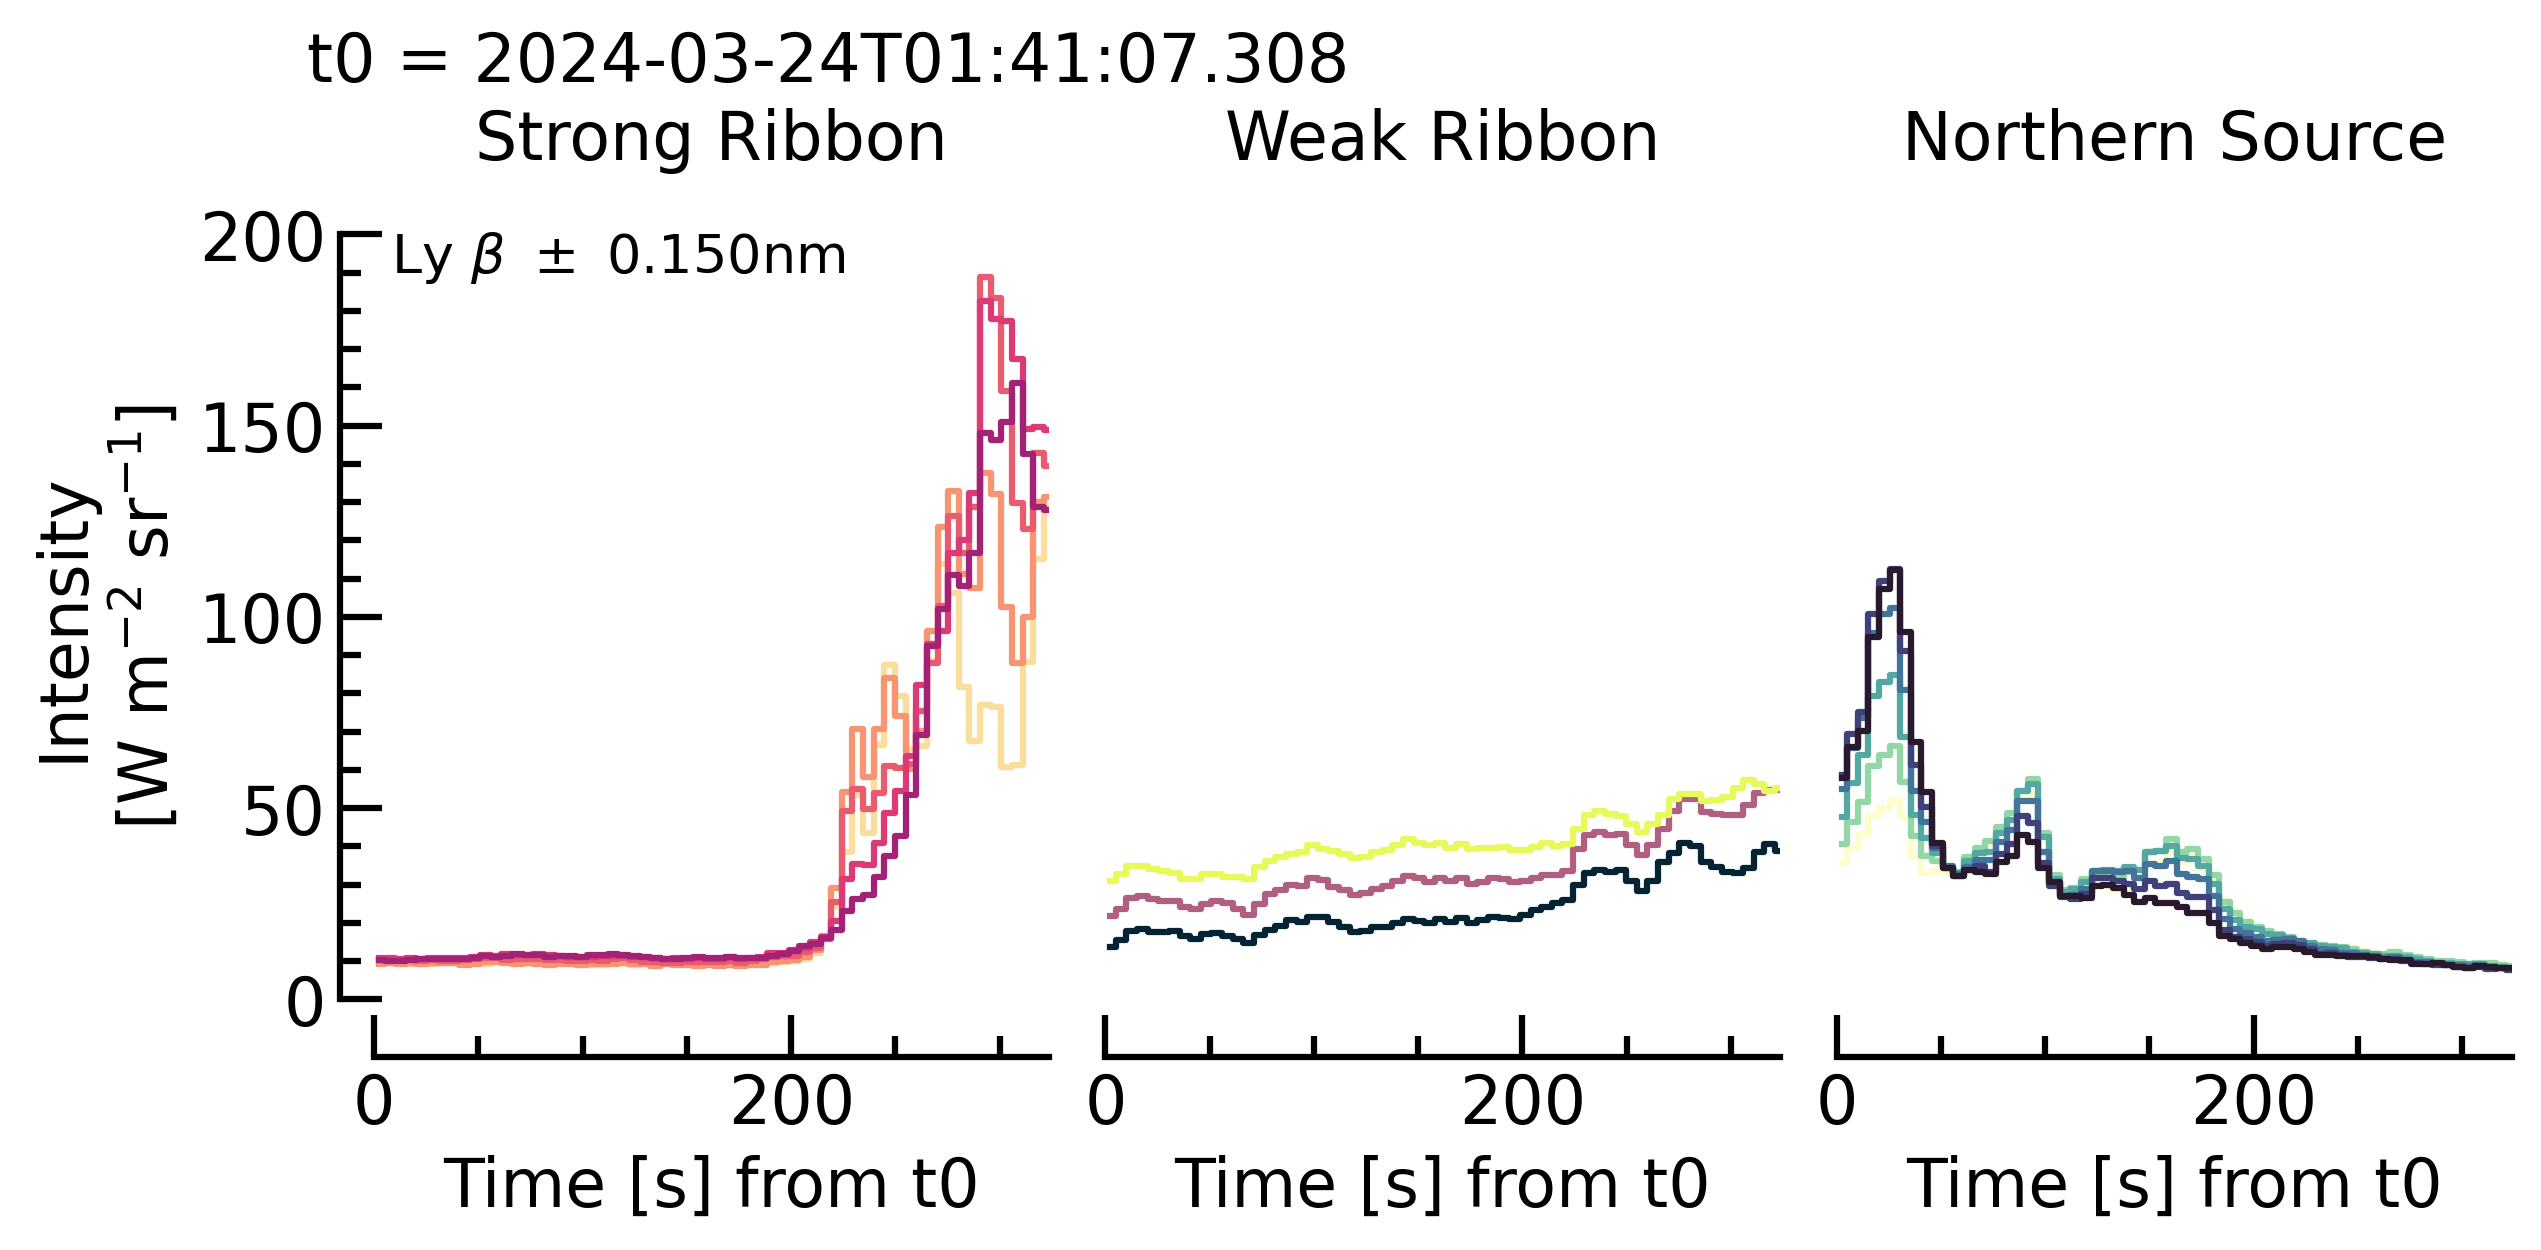 t0 = 2024-03-24T01:41:07.308
Strong Ribbon
Weak Ribbon
Northern Source
Ly β ± 0.150nm
Intensity
[W m⁻² sr⁻¹]
200
150
100
50
0
0 200
0 200
0 200
Time [s] from t0
Time [s] from t0
Time [s] from t0